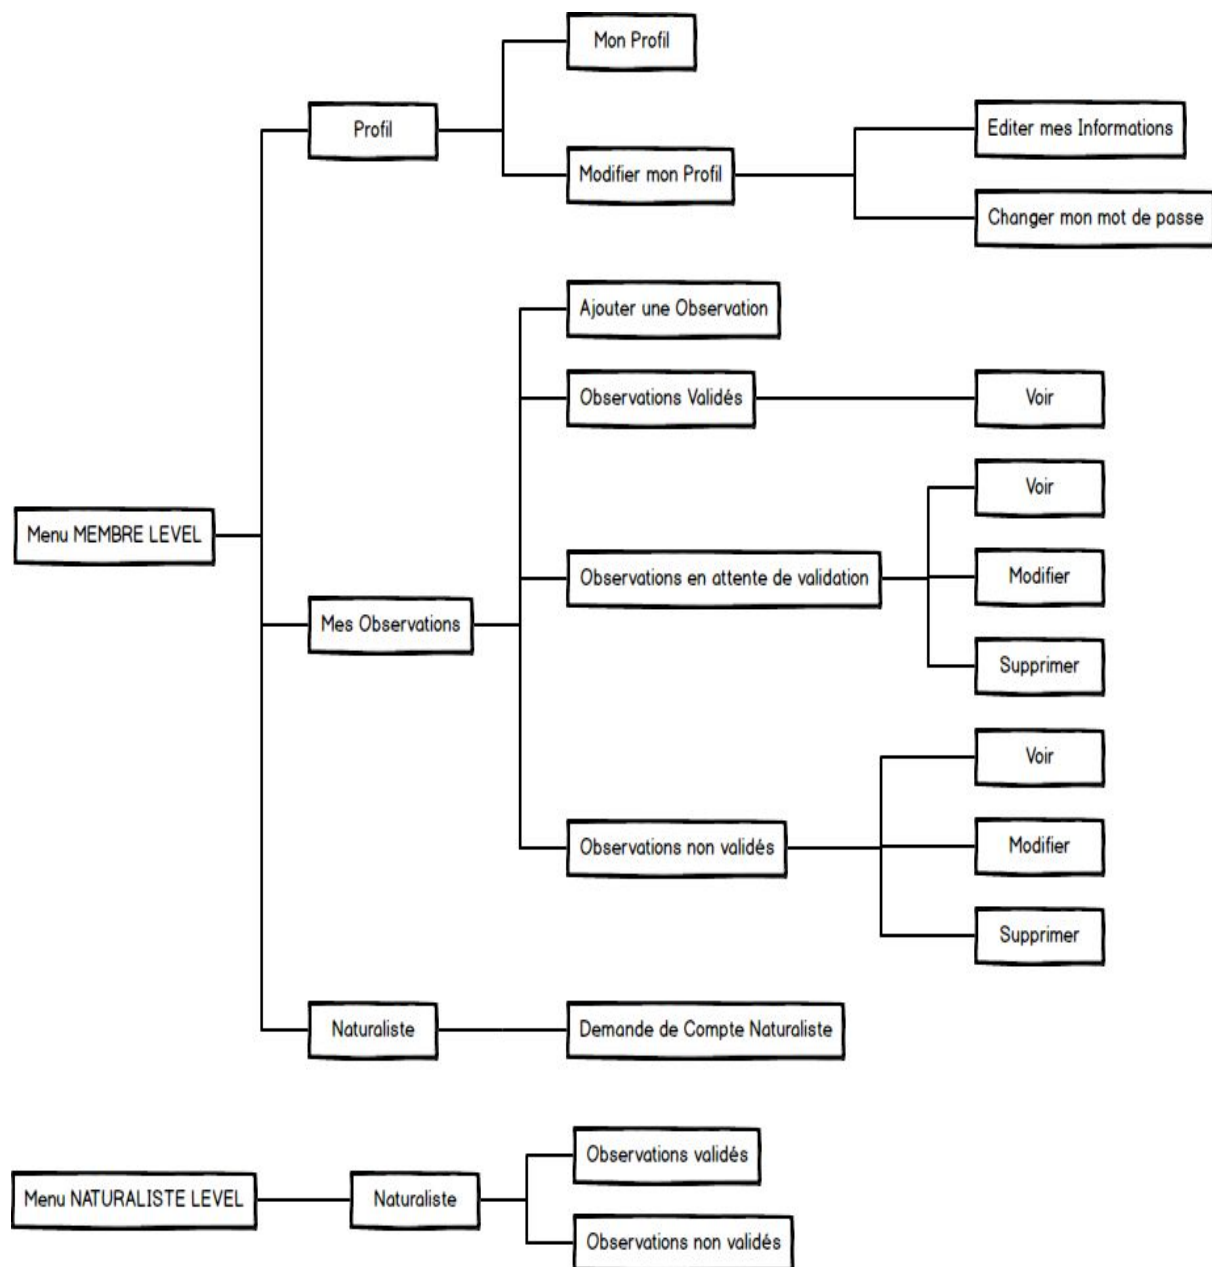 Mon Profil
Profil
Editer mes Informations
Modifier mon Profil
Changer mon mot de passe
Ajouter une Observation
Observations Validés
Voir
Voir
Menu MEMBRE LEVEL
Observations en attente de validation
Modifier
Mes Observations
Supprimer
Voir
Observations non validés
Modifier
Supprimer
Naturaliste
Demande de Compte Naturaliste
Observations validés
Menu NATURALISTE LEVEL
Naturaliste
Observations non validés